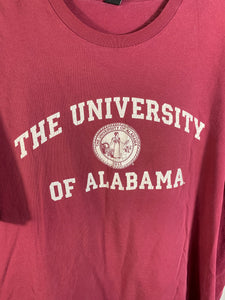 THE UNIVERSITY
OF ALABAMA